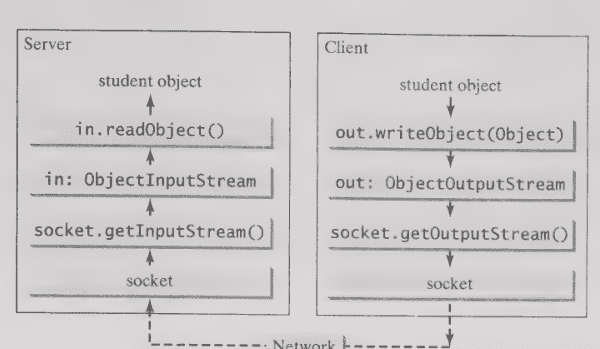 Server
student object
in.readObject()
in: ObjectInputStream
socket.getInputStream()
socket
Client
student object
out.writeObject(Object)
out: ObjectOutputStream
socket.getOutputStream()
socket
Network